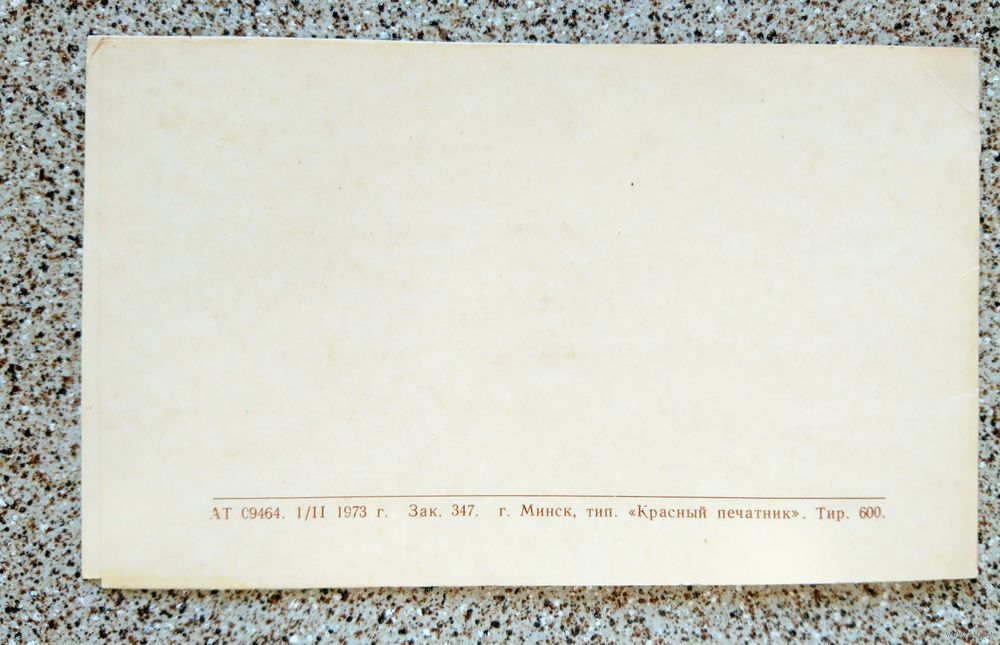 АТ 09464. 1/II 1973 г. Зак. 347. г. Минск, тип. «Красный печатник». Тир. 600.